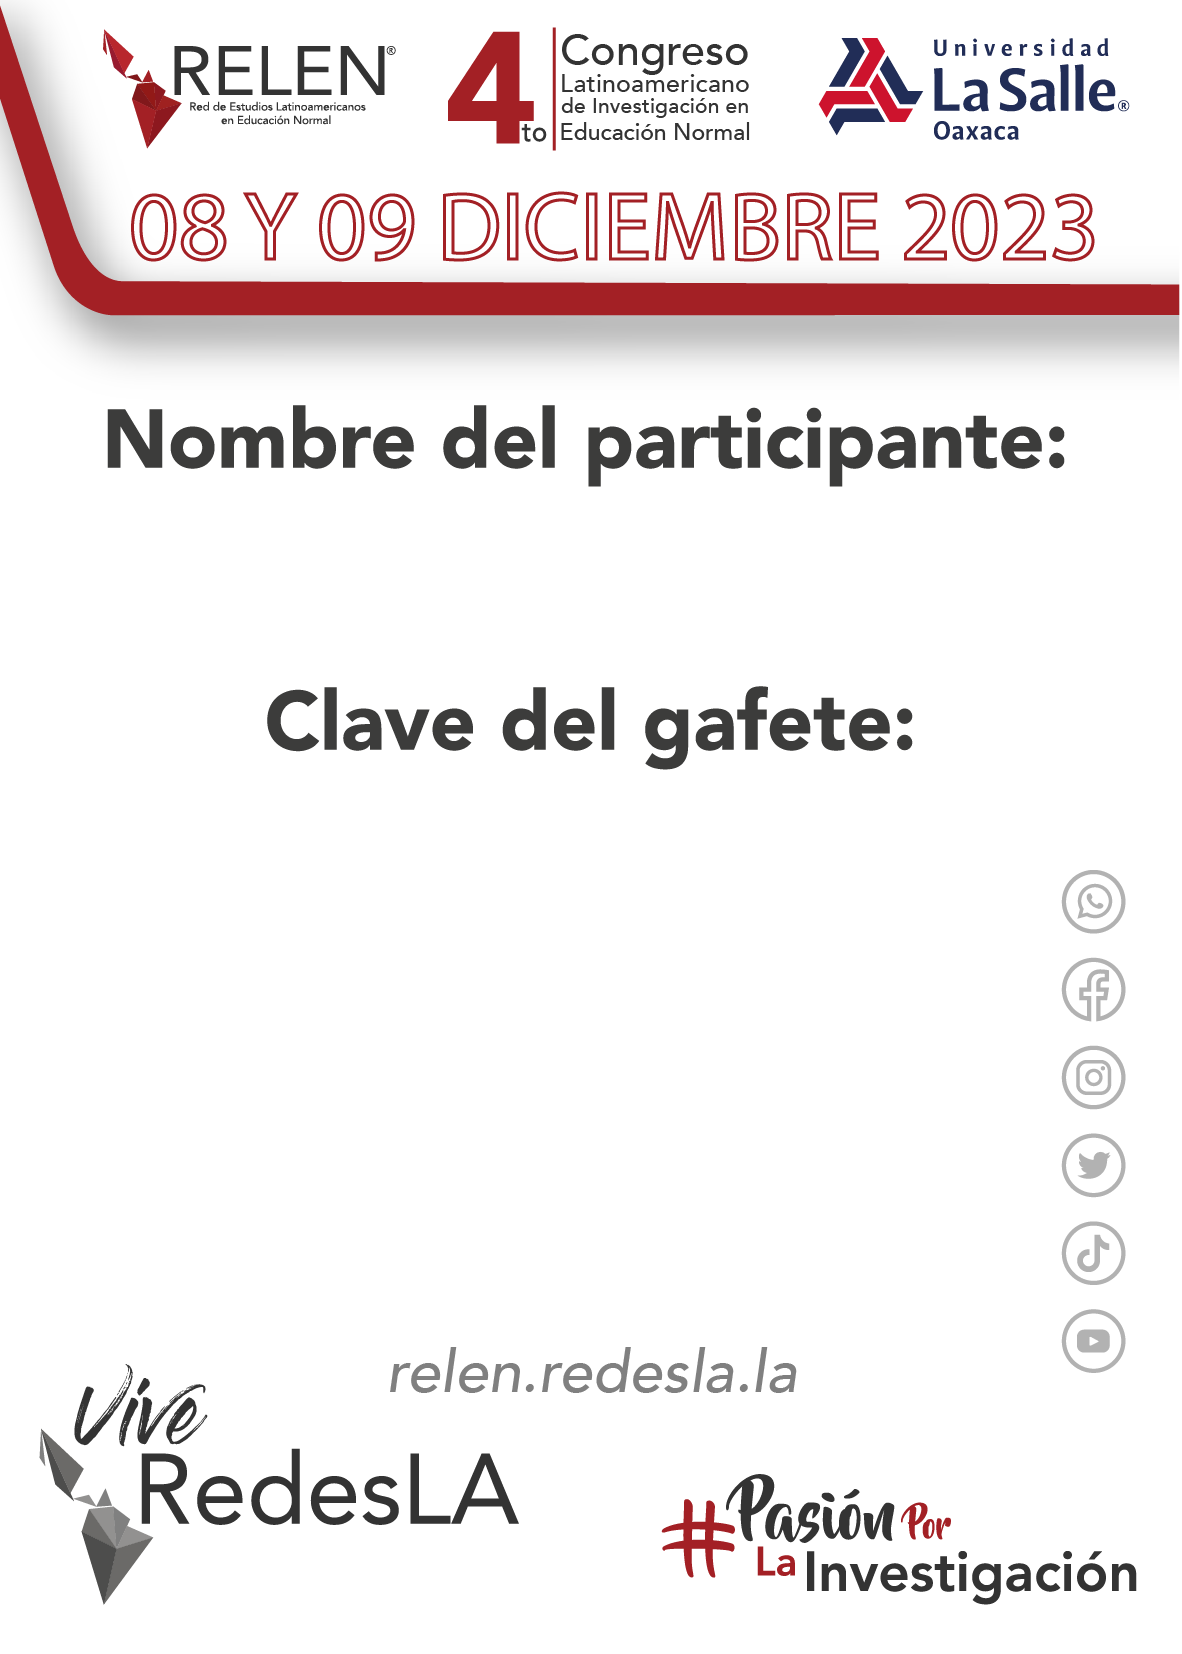 RELEN®
Red de Estudios Latinoamericanos
en Educación Normal
4to
Congreso
Latinoamericano
de Investigación en
Educación Normal
Universidad
La Salle®
Oaxaca
08 Y 09 DICIEMBRE 2023
Nombre del participante:
Clave del gafete:
relen.redesla.la
Vive
RedesLA
#Pasión Por
La Investigación